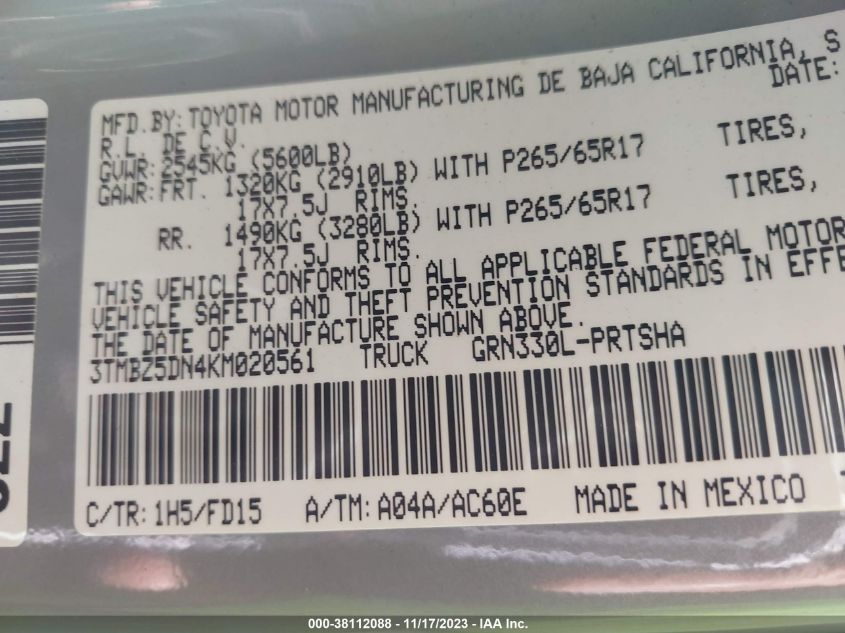 MFD.BY: TOYOTA MOTOR MANUFACTURING DE BAJA CALIFORNIA, S
R.L. DE C.V. DATE:
GVWR: 2545KG (5600LB)
GAWR: FRT. 1320KG (2910LB) WITH P265/65R17 TIRES,
17X7.5J RIMS.
RR. 1490KG (3280LB) WITH P265/65R17 TIRES,
17X7.5J RIMS.
THIS VEHICLE CONFORMS TO ALL APPLICABLE FEDERAL MOTOR
VEHICLE SAFETY AND THEFT PREVENTION STANDARDS IN EFFE
THE DATE OF MANUFACTURE SHOWN ABOVE.
3TMBZ5DN4KM020561 TRUCK GRN330L-PRTSHA
C/TR: 1H5/FD15 A/TM: A04A/AC60E MADE IN MEXICO
000-38112088 - 11/17/2023 - Copyright © IAA, Inc.